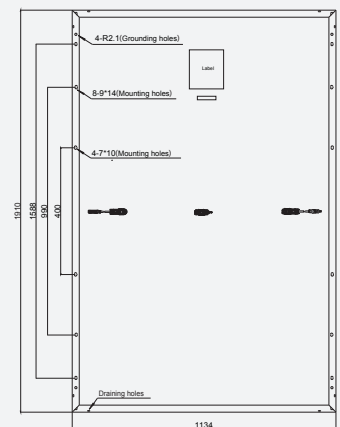 4-R2.1(Grounding holes)
Label
8-9*14(Mounting holes)
4-7*10(Mounting holes)
1910
1588
990
400
Draining holes
1134